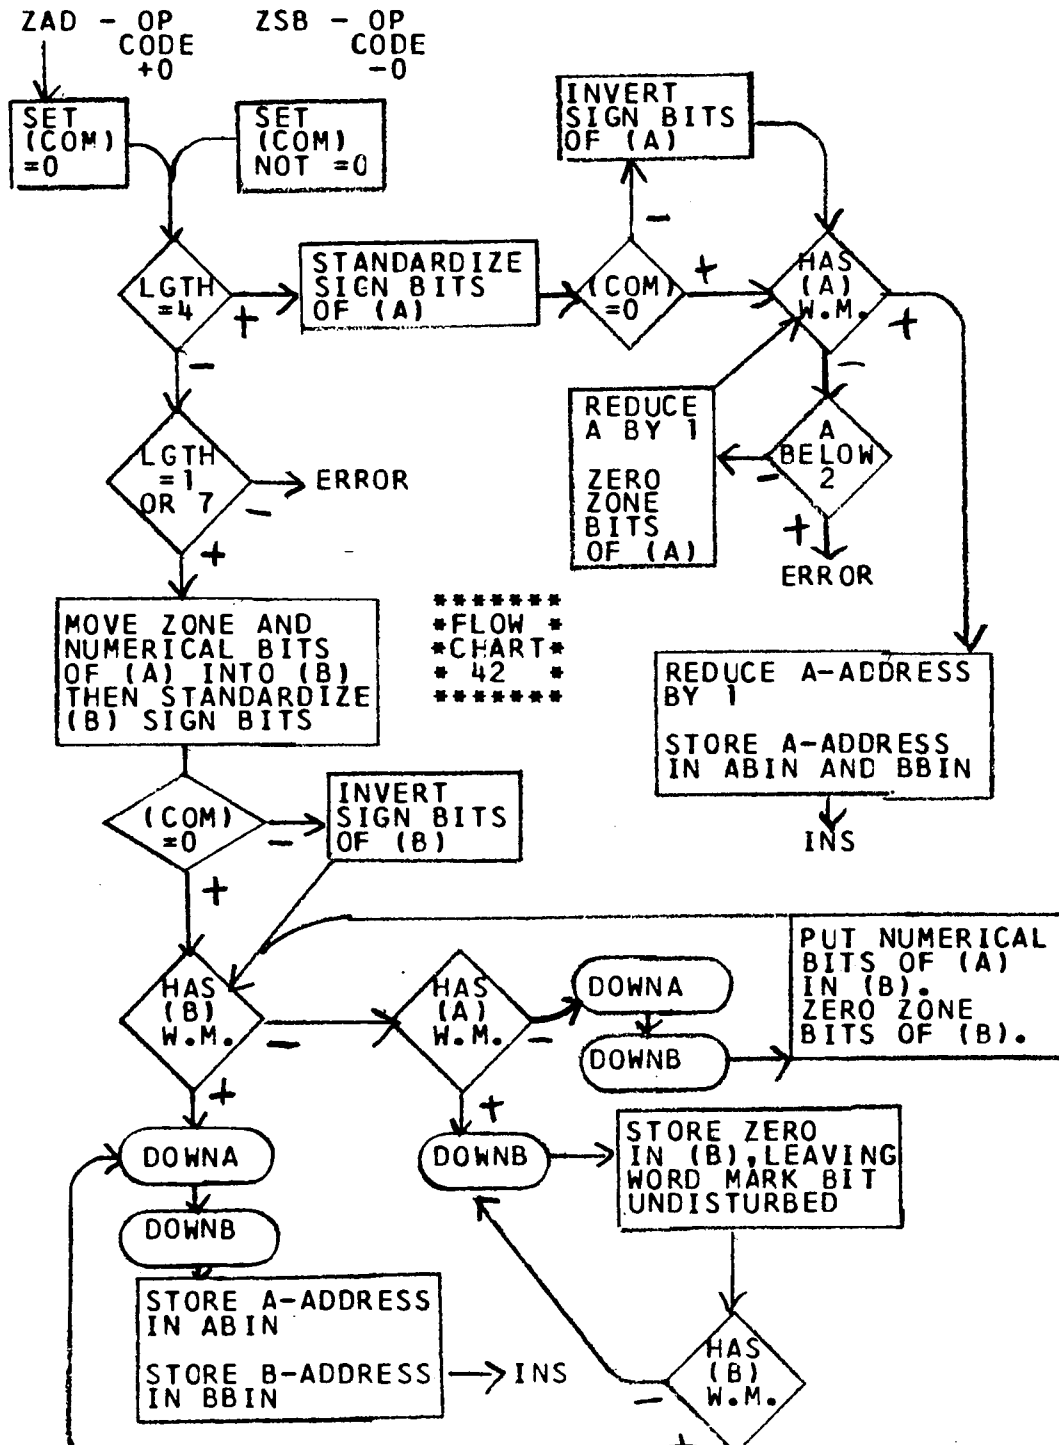 ZAD - OP
CODE
+0
ZSB - OP
CODE
-0
SET
(COM)
=0
SET
(COM)
NOT =0
INVERT
SIGN BITS
OF (A)
-
LGTH
=4
+
-
STANDARDIZE
SIGN BITS
OF (A)
(COM)
=0
+
HAS
(A)
W.M.
+
-
REDUCE
A BY 1
ZERO
ZONE
BITS
OF (A)
A
BELOW
2
-
+
ERROR
LGTH
=1
OR 7
-
ERROR
+
MOVE ZONE AND
NUMERICAL BITS
OF (A) INTO (B)
THEN STANDARDIZE
(B) SIGN BITS
*******
*FLOW *
*CHART*
* 42 *
*******
REDUCE A-ADDRESS
BY 1
STORE A-ADDRESS
IN ABIN AND BBIN
INS
(COM)
=0
-
+
INVERT
SIGN BITS
OF (B)
HAS
(B)
W.M.
-
+
HAS
(A)
W.M.
-
+
DOWNA
DOWNB
PUT NUMERICAL
BITS OF (A)
IN (B).
ZERO ZONE
BITS OF (B).
DOWNA
DOWNB
DOWNB
STORE ZERO
IN (B),LEAVING
WORD MARK BIT
UNDISTURBED
STORE A-ADDRESS
IN ABIN
STORE B-ADDRESS
IN BBIN
INS
HAS
(B)
W.M.
-
+